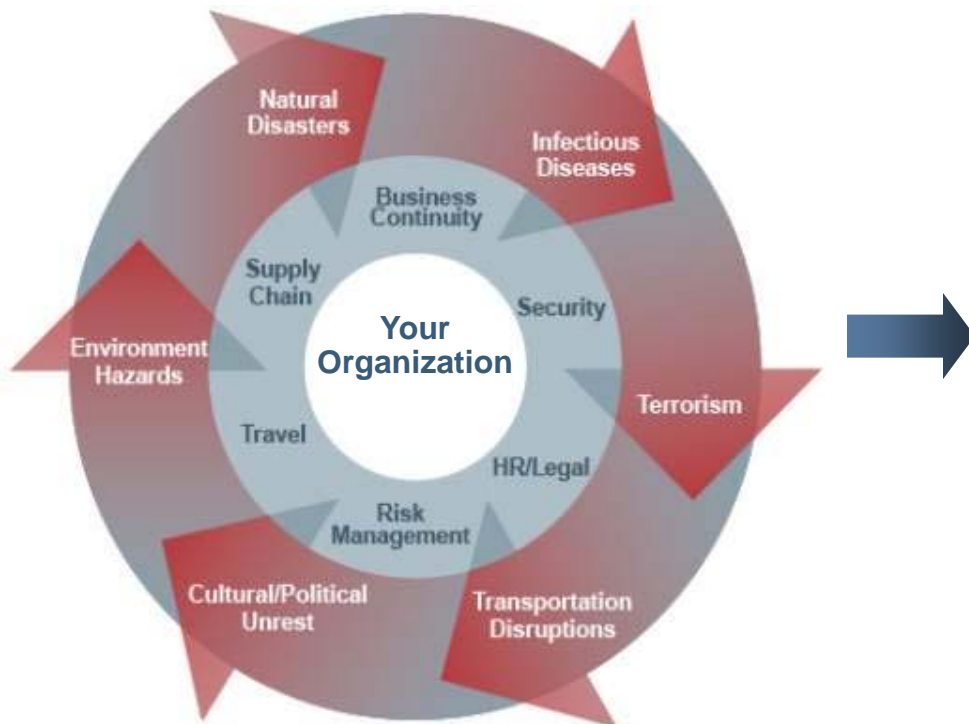 Natural
Disasters
Infectious
Diseases
Business
Continuity
Supply
Chain
Security
Your
Organization
Environment
Hazards
Terrorism
Travel
HR/Legal
Risk
Management
Cultural/Political
Unrest
Transportation
Disruptions